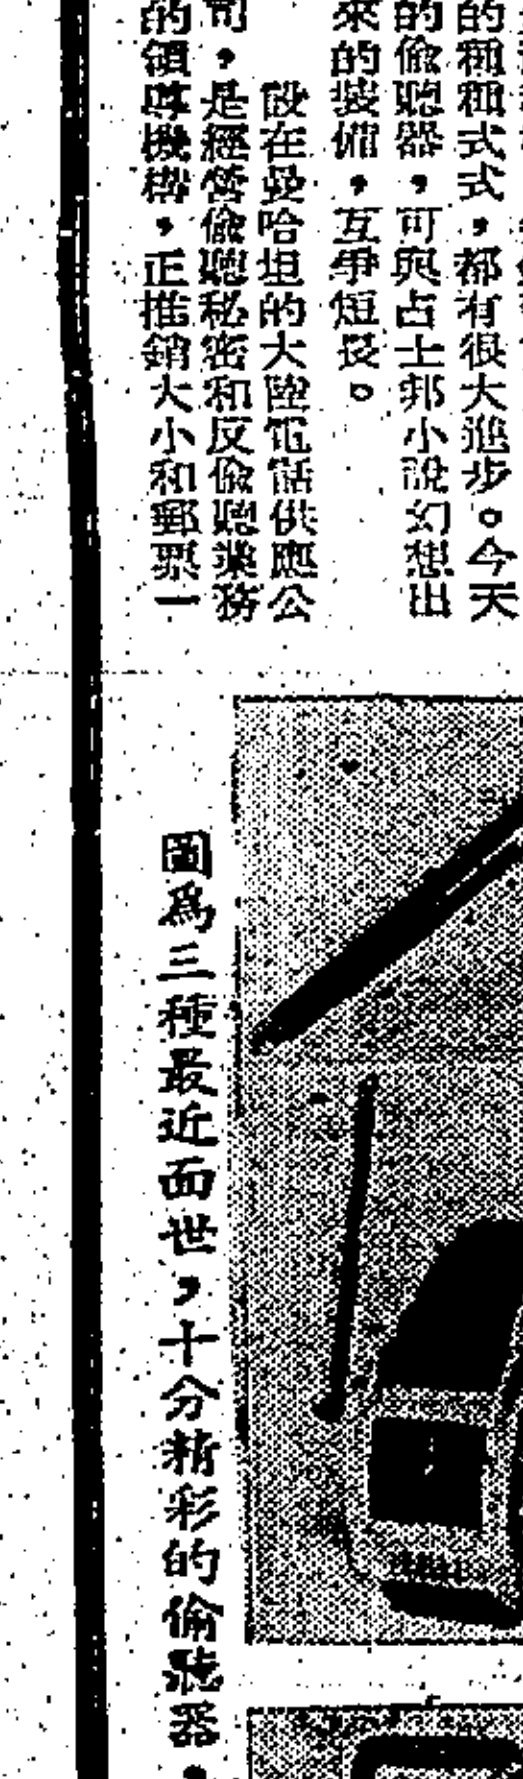 的種種式式，都有很大進步。今天
的偷聽器，可與占士邦小說幻想出
來的裝備，互爭短長。
設在曼哈坦的大陸電話供應公
司，是經營偷聽秘密和反偷聽業務
的領導機構，正推銷大小和郵票一
圖爲三種最近面世，十分精彩的偷聽器。